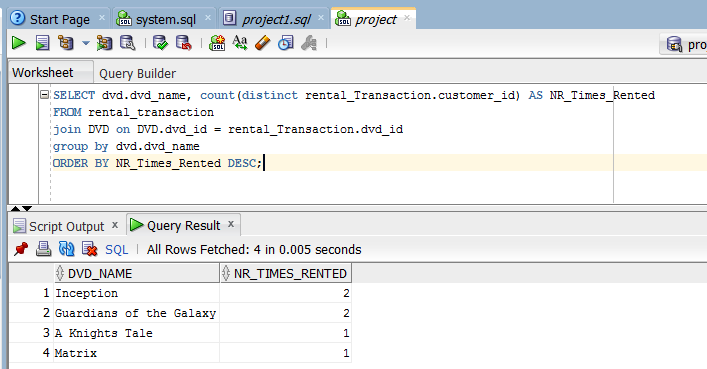 Start Page × system.sql × project1.sql × project ×
pro
Worksheet Query Builder
SELECT dvd.dvd_name, count(distinct rental_Transaction.customer_id) AS NR_Times_Rented
FROM rental_transaction
join DVD on DVD.dvd_id = rental_Transaction.dvd_id
group by dvd.dvd_name
ORDER BY NR_Times_Rented DESC;
Script Output x Query Result x
SQL | All Rows Fetched: 4 in 0.005 seconds
DVD_NAME NR_TIMES_RENTED
1 Inception 2
2 Guardians of the Galaxy 2
3 A Knights Tale 1
4 Matrix 1